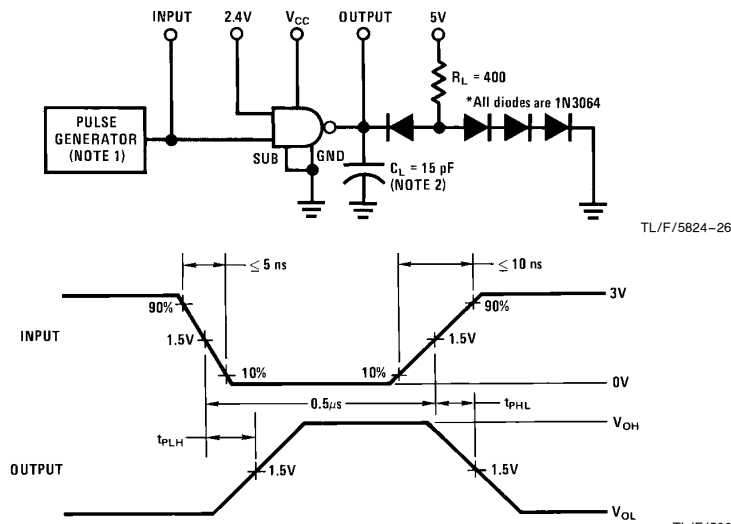 INPUT 2.4V VCC OUTPUT 5V
RL = 400
*All diodes are 1N3064
PULSE
GENERATOR
(NOTE 1)
SUB GND
CL = 15 pF
(NOTE 2)
TL/F/5824–26
≤ 5 ns ≤ 10 ns
90% 90% 3V
INPUT 1.5V 1.5V
10% 10% 0V
0.5μs tPHL
tPLH VOH
OUTPUT 1.5V 1.5V
VOL